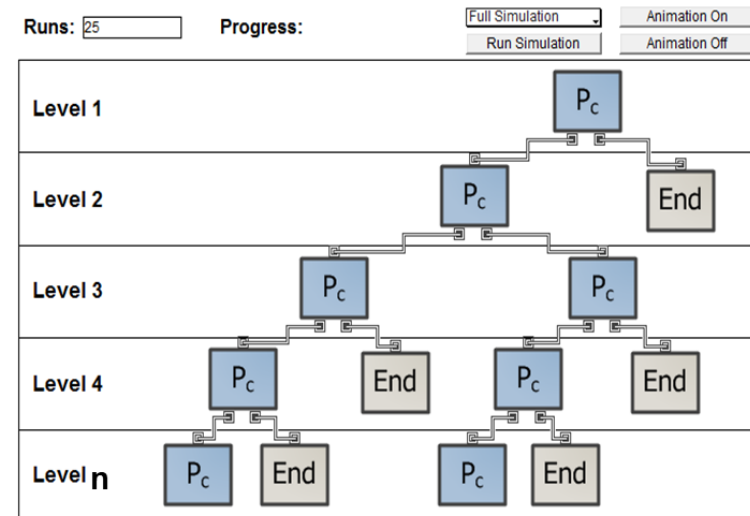 Runs: 25 Progress: Full Simulation Animation On
Run Simulation Animation Off
Level 1 Pc
Level 2 Pc End
Level 3 Pc Pc
Level 4 Pc End Pc End
Level n Pc End Pc End